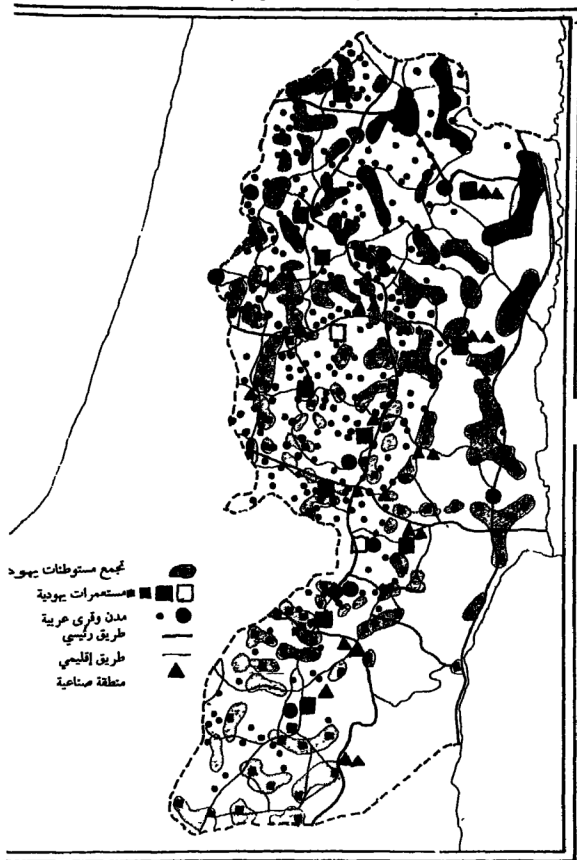 تجمع مستوطنات يهود
مستعمرات يهودية
مدن وقرى عربية
طريق رئيسي
طريق إقليمي
منطقة صناعية